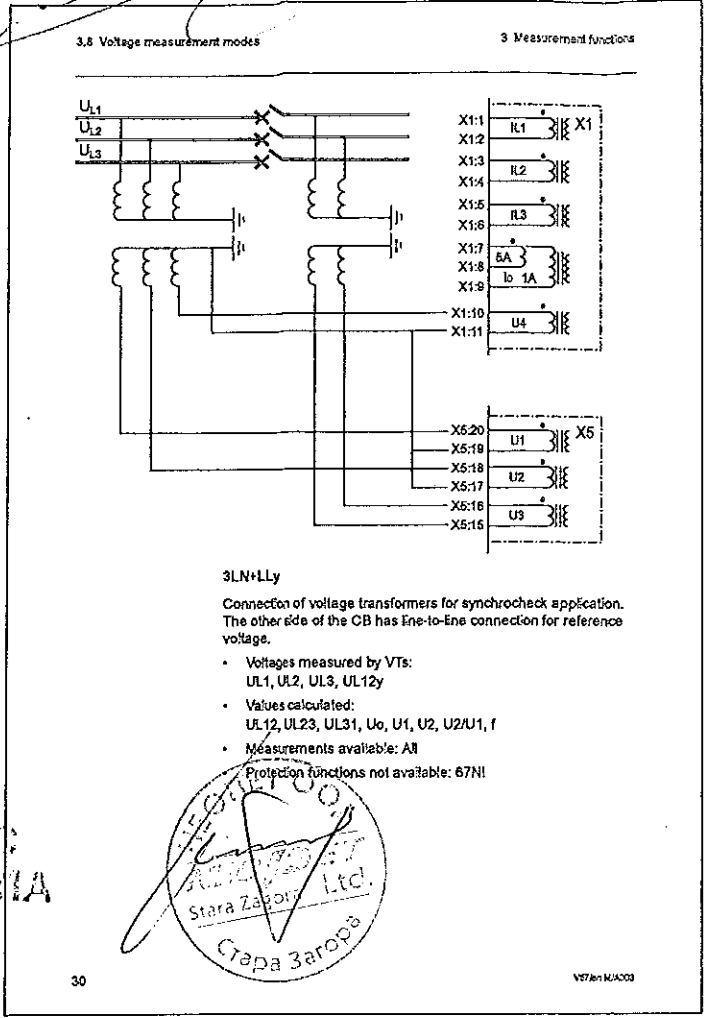 3.8 Voltage measurement modes
3 Measurement functions
UL1
UL2
UL3
X1:1
X1:2
X1:3
X1:4
X1:5
X1:6
X1:7
X1:8
X1:9
X1:10
X1:11
IL1
X1
IL2
IL3
5A
Io 1A
U4
X5:20
X5:19
X5:18
X5:17
X5:16
X5:15
U1
X5
U2
U3
3LN+LLy
Connection of voltage transformers for synchrocheck application.
The other side of the CB has line-to-line connection for reference
voltage.
• Voltages measured by VTs:
UL1, UL2, UL3, UL12y
• Values calculated:
UL12, UL23, UL31, Uo, U1, U2, U2/U1, f
• Measurements available: All
Protection functions not available: 67NI
Stara Zagora Ltd.
Стара Загора
30